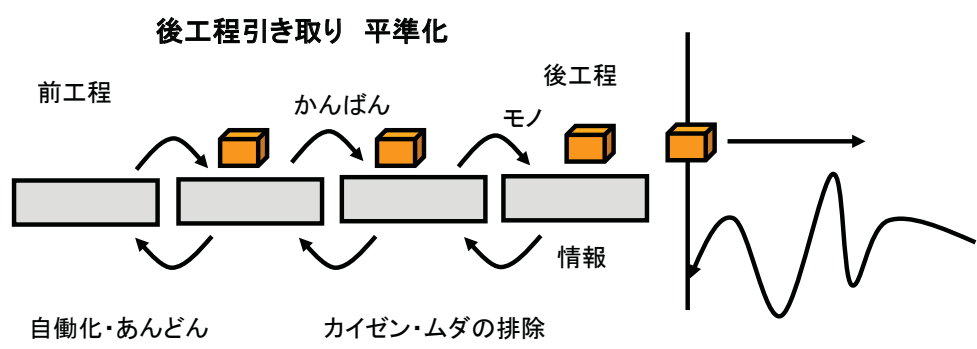 後工程引き取り　平準化
前工程
かんばん
モノ
後工程
情報
自働化・あんどん
カイゼン・ムダの排除